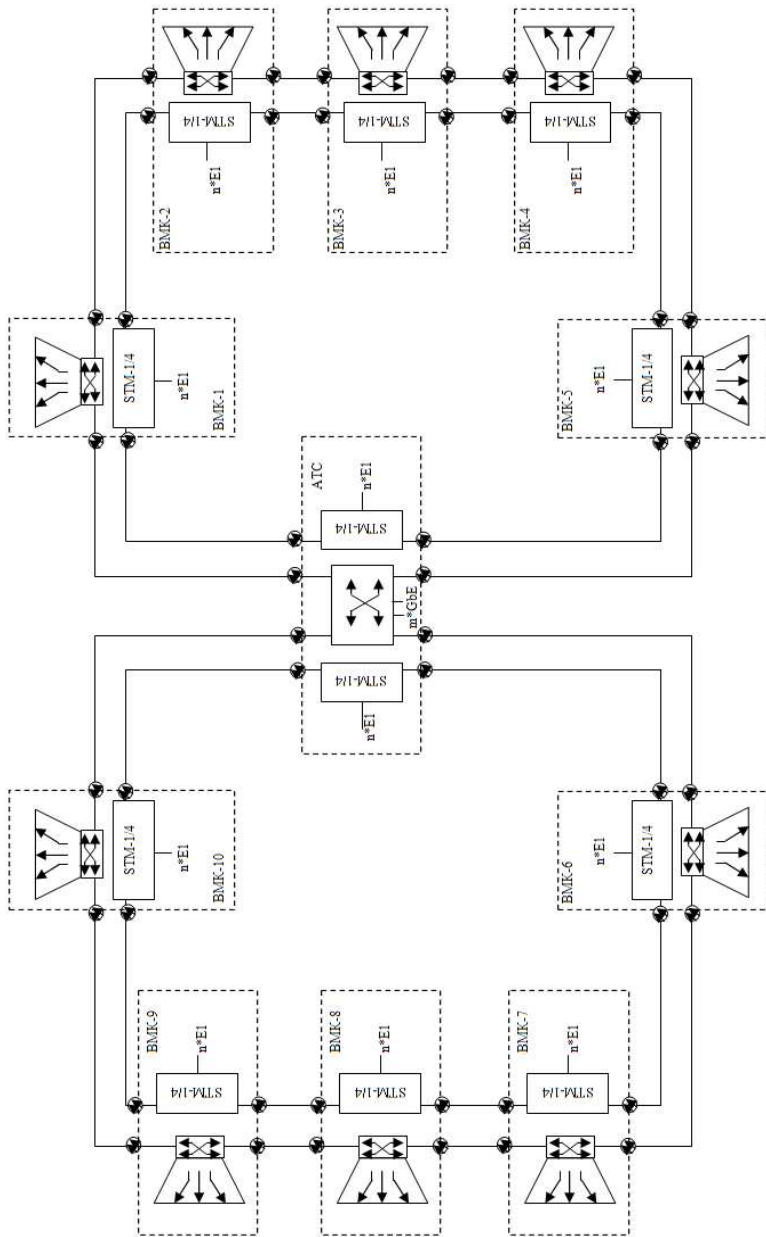 STM-1/4
n*E1
BMK-2
STM-1/4
n*E1
BMK-3
STM-1/4
n*E1
BMK-4
STM-1/4
n*E1
BMK-1
STM-1/4
n*E1
BMK-5
ATC
n*E1
STM-1/4
m*GbE
STM-1/4
n*E1
STM-1/4
n*E1
BMK-10
n*E1
STM-1/4
BMK-6
BMK-9
n*E1
STM-1/4
BMK-8
n*E1
STM-1/4
BMK-7
n*E1
STM-1/4